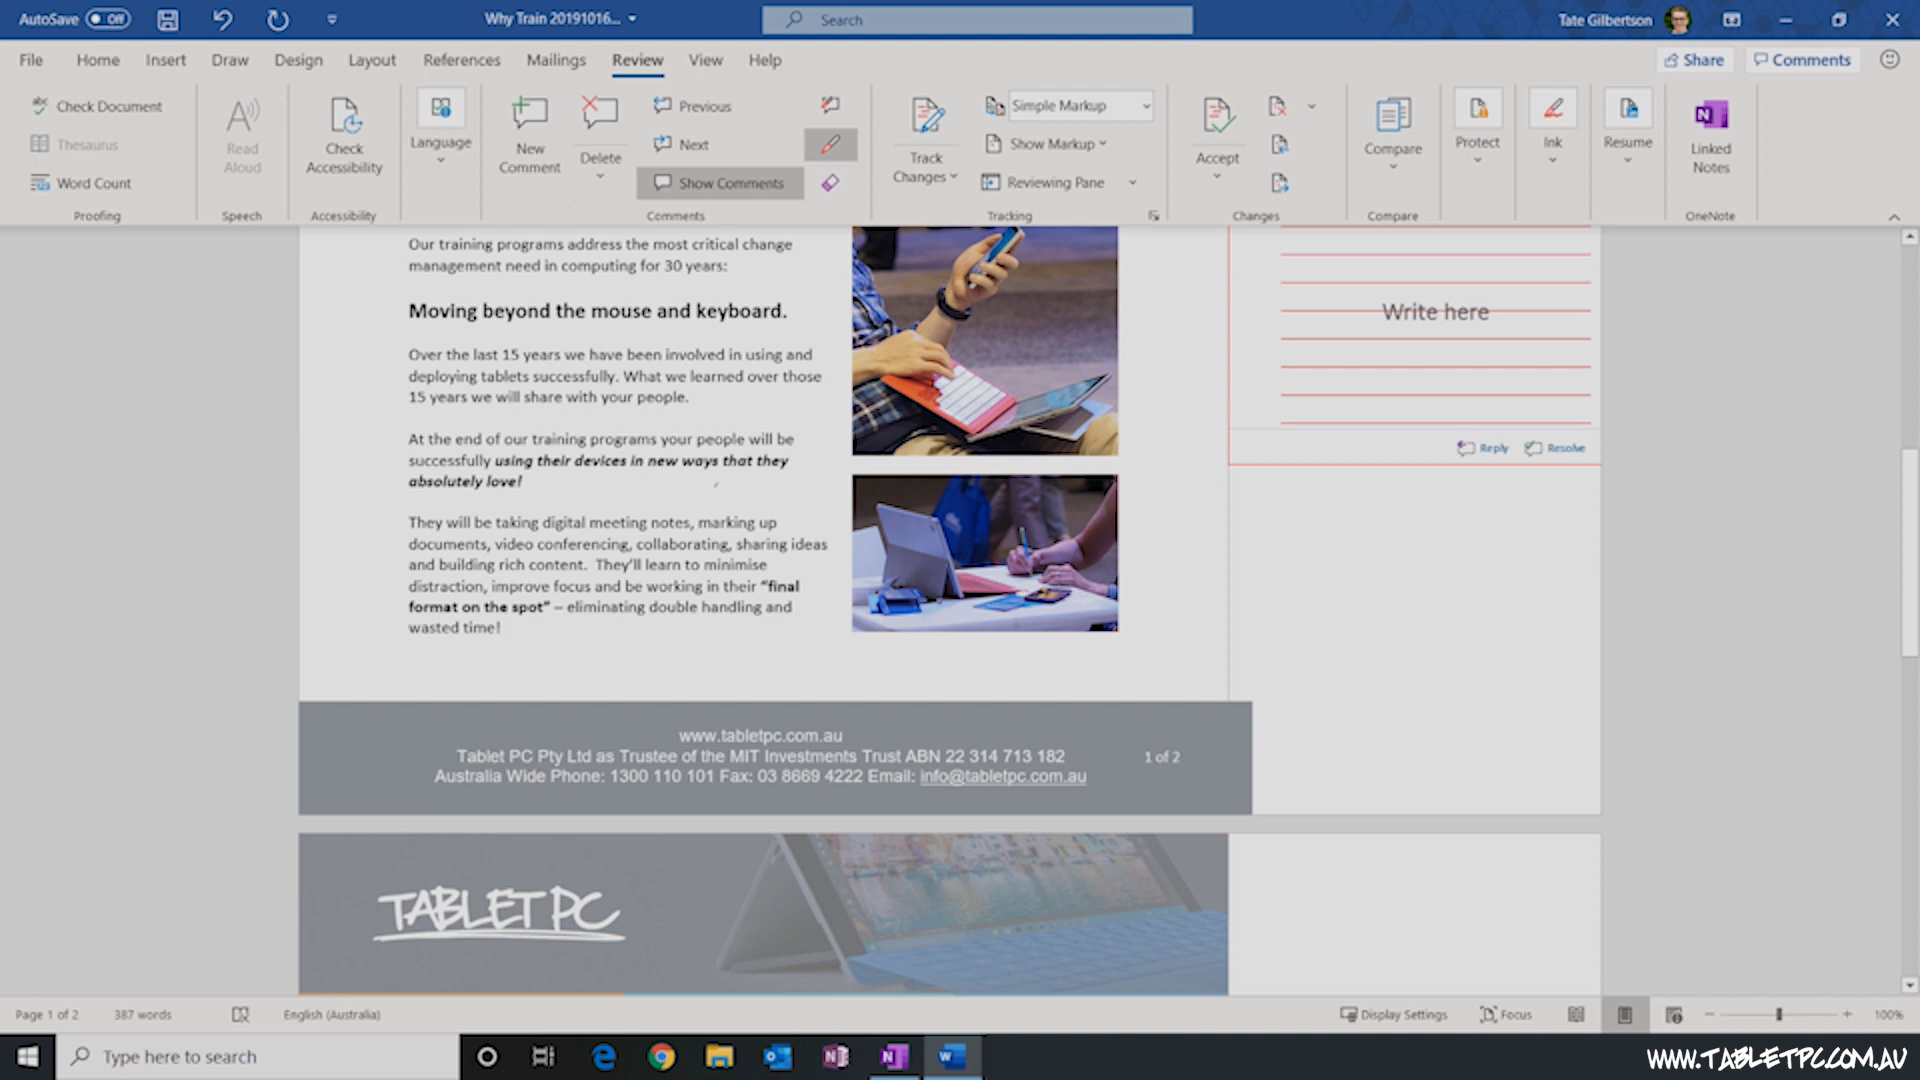 AutoSave Off
Why Train 20191016...
Search
Tate Gilbertson
File Home Insert Draw Design Layout References Mailings Review View Help
Share Comments
Check Document
Thesaurus
Word Count
Proofing
Read Aloud
Speech
Check Accessibility
Accessibility
Language
New Comment
Delete
Previous
Next
Show Comments
Comments
Track Changes
Simple Markup
Show Markup
Reviewing Pane
Tracking
Accept
Changes
Compare
Compare
Protect
Ink
Resume
Linked Notes
OneNote
Our training programs address the most critical change
management need in computing for 30 years:
Moving beyond the mouse and keyboard.
Over the last 15 years we have been involved in using and
deploying tablets successfully. What we learned over those
15 years we will share with your people.
At the end of our training programs your people will be
successfully using their devices in new ways that they
absolutely love!
They will be taking digital meeting notes, marking up
documents, video conferencing, collaborating, sharing ideas
and building rich content. They'll learn to minimise
distraction, improve focus and be working in their "final
format on the spot" – eliminating double handling and
wasted time!
Write here
Reply Resolve
www.tabletpc.com.au
Tablet PC Pty Ltd as Trustee of the MIT Investments Trust ABN 22 314 713 182
Australia Wide Phone: 1300 110 101 Fax: 03 8669 4222 Email: info@tabletpc.com.au
1 of 2
TABLET PC
Page 1 of 2 387 words English (Australia)
Display Settings Focus 100%
Type here to search
WWW.TABLETPC.COM.AU